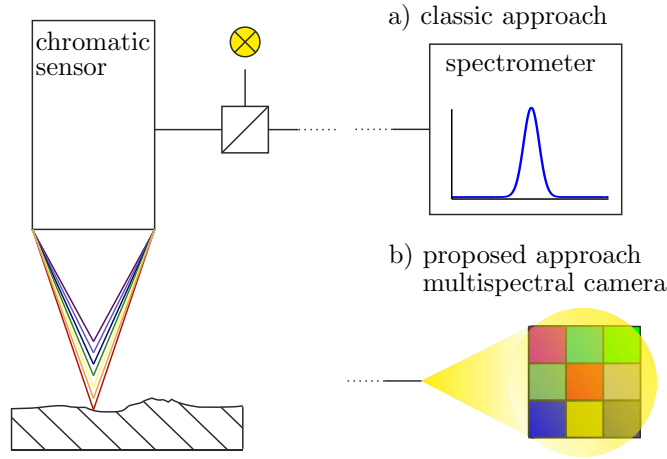 chromatic
sensor
a) classic approach
spectrometer
b) proposed approach
multispectral camera